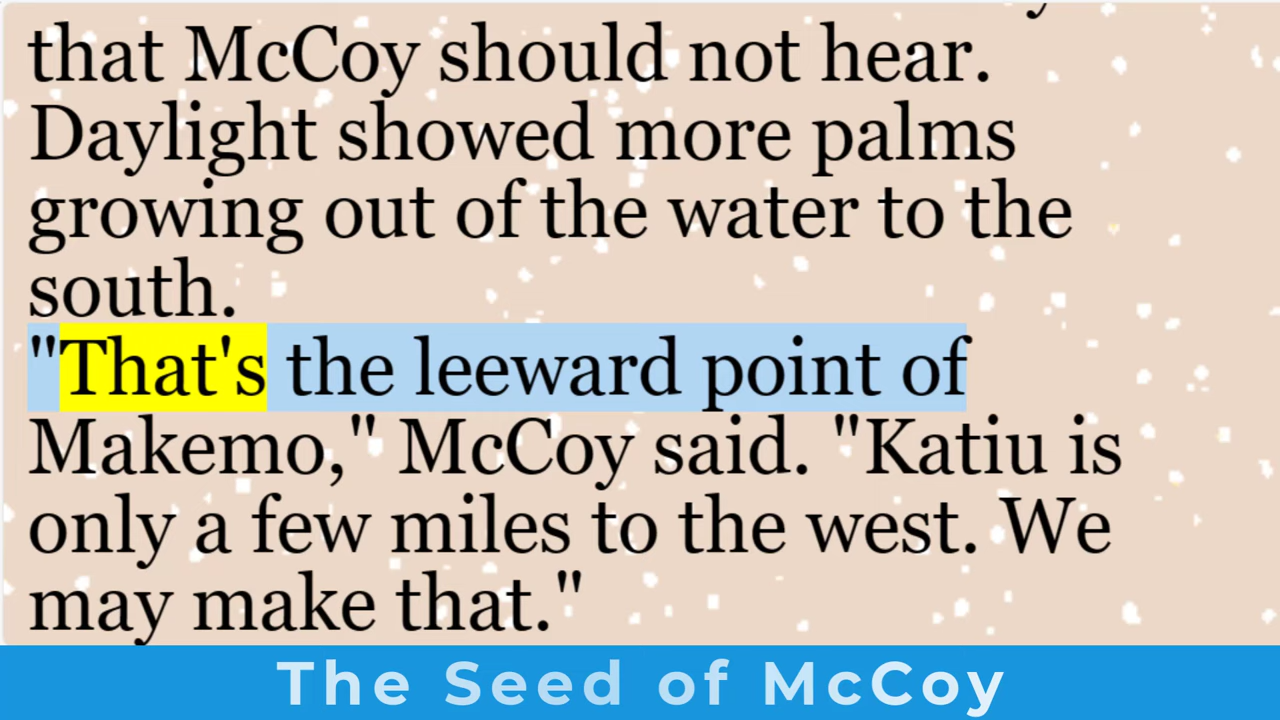 that McCoy should not hear.
Daylight showed more palms
growing out of the water to the
south.
"That's the leeward point of
Makemo," McCoy said. "Katiu is
only a few miles to the west. We
may make that."
The Seed of McCoy